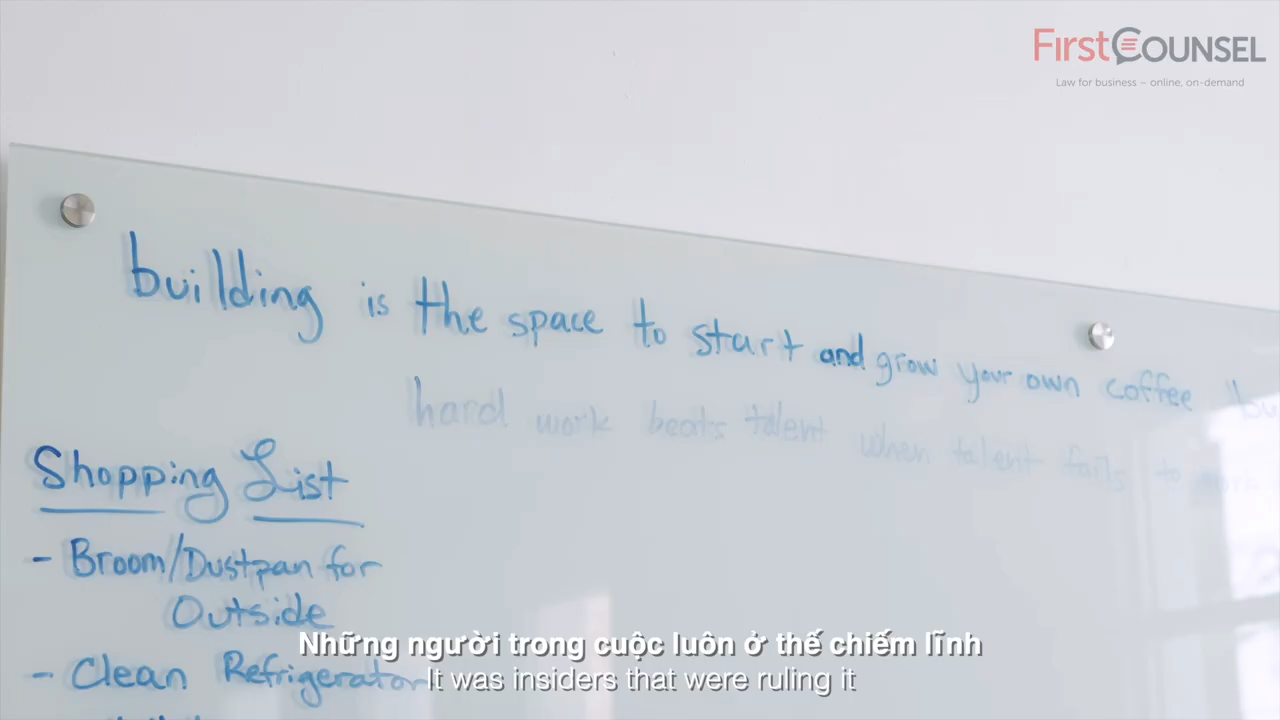 FirstCOUNSEL
Law for business – online, on-demand
building is the space to start and grow your own coffee
hard work beats talent when talent fails to work
Shopping List
- Broom/Dustpan for
Outside
- Clean Refrigerator
Những người trong cuộc luôn ở thế chiếm lĩnh
It was insiders that were ruling it